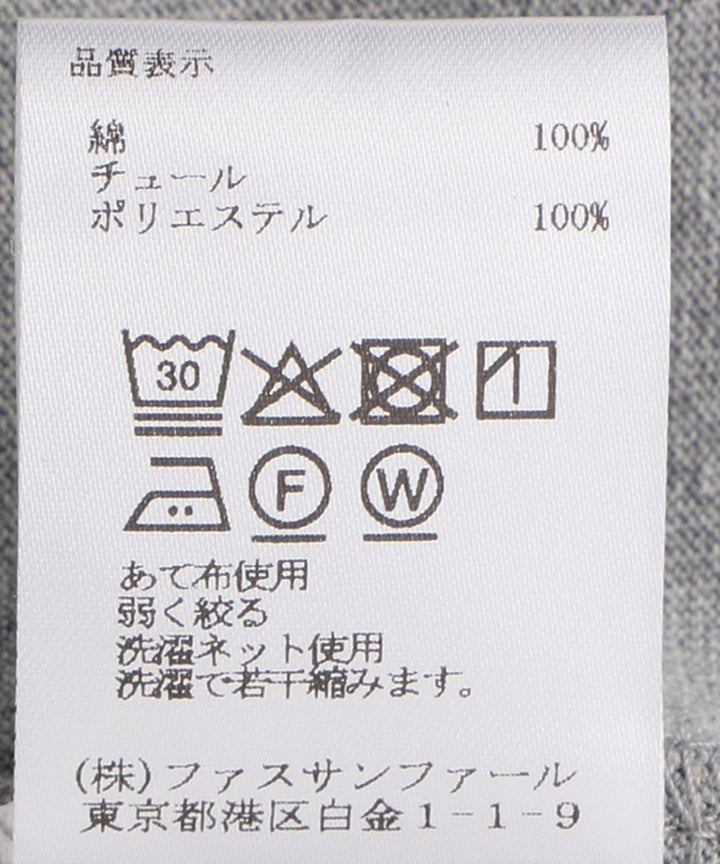 品質表示
綿 100%
チュール
ポリエステル 100%
30
F W
あて布使用
弱く絞る
洗濯ネット使用
洗濯で若干縮みます。
(株)ファスサンファール
東京都港区白金1-1-9